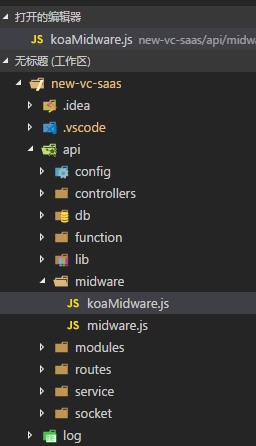 打开的编辑器
JS koaMidware.js new-vc-saas/api/midw
无标题 (工作区)
new-vc-saas
.idea
.vscode
api
config
controllers
db
function
lib
midware
JS koaMidware.js
JS midware.js
modules
routes
service
socket
log